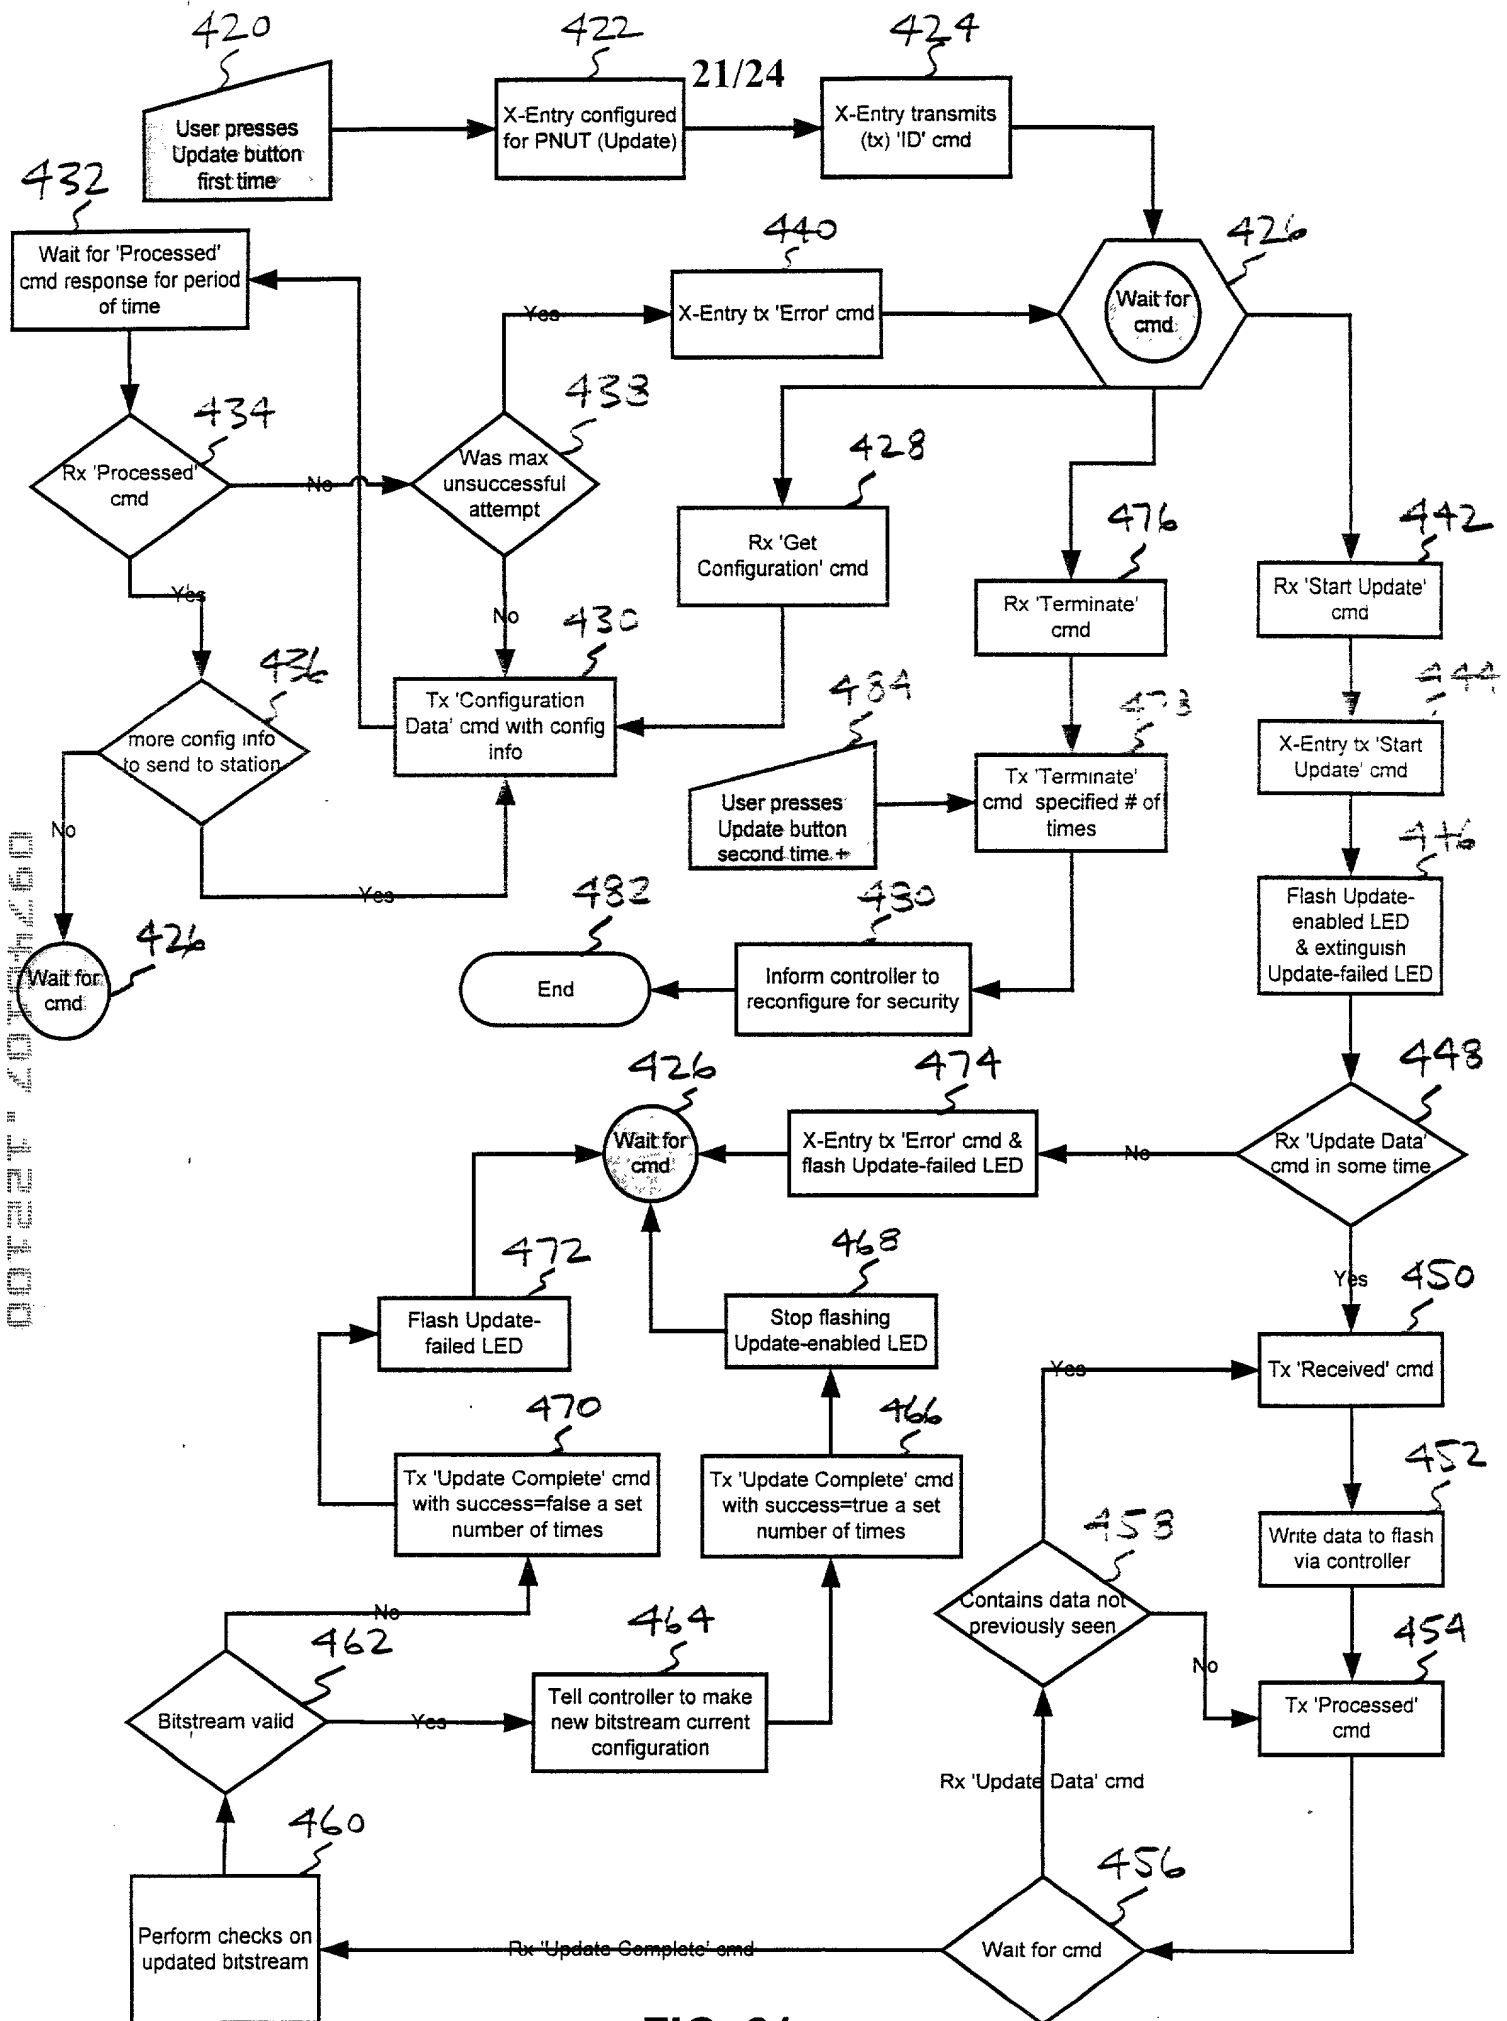 420
422
424
21/24
User presses
Update button
first time
X-Entry configured
for PNUT (Update)
X-Entry transmits
(tx) 'ID' cmd
432
Wait for 'Processed'
cmd response for period
of time
440
426
X-Entry tx 'Error' cmd
Wait for
cmd
Yes
434
438
428
Rx 'Processed'
cmd
No
Was max
unsuccessful
attempt
476
442
Rx 'Get
Configuration' cmd
Rx 'Terminate'
cmd
Rx 'Start Update'
cmd
Yes
No
430
436
484
478
444
Tx 'Configuration
Data' cmd with config
info
more config info
to send to station
X-Entry tx 'Start
Update' cmd
Tx 'Terminate'
cmd specified # of
times
User presses
Update button
second time +
No
446
Yes
482
480
Flash Update-
enabled LED
& extinguish
Update-failed LED
426
Wait for
cmd
End
Inform controller to
reconfigure for security
426
474
448
Wait for
cmd
X-Entry tx 'Error' cmd &
flash Update-failed LED
No
Rx 'Update Data'
cmd in some time
472
468
Yes
450
Flash Update-
failed LED
Stop flashing
Update-enabled LED
Yes
Tx 'Received' cmd
470
466
452
Tx 'Update Complete' cmd
with success=false a set
number of times
Tx 'Update Complete' cmd
with success=true a set
number of times
458
Write data to flash
via controller
Contains data not
previously seen
No
462
464
454
No
Bitstream valid
Yes
Tell controller to make
new bitstream current
configuration
Tx 'Processed'
cmd
Rx 'Update Data' cmd
460
456
Perform checks on
updated bitstream
Rx 'Update Complete' cmd
Wait for cmd